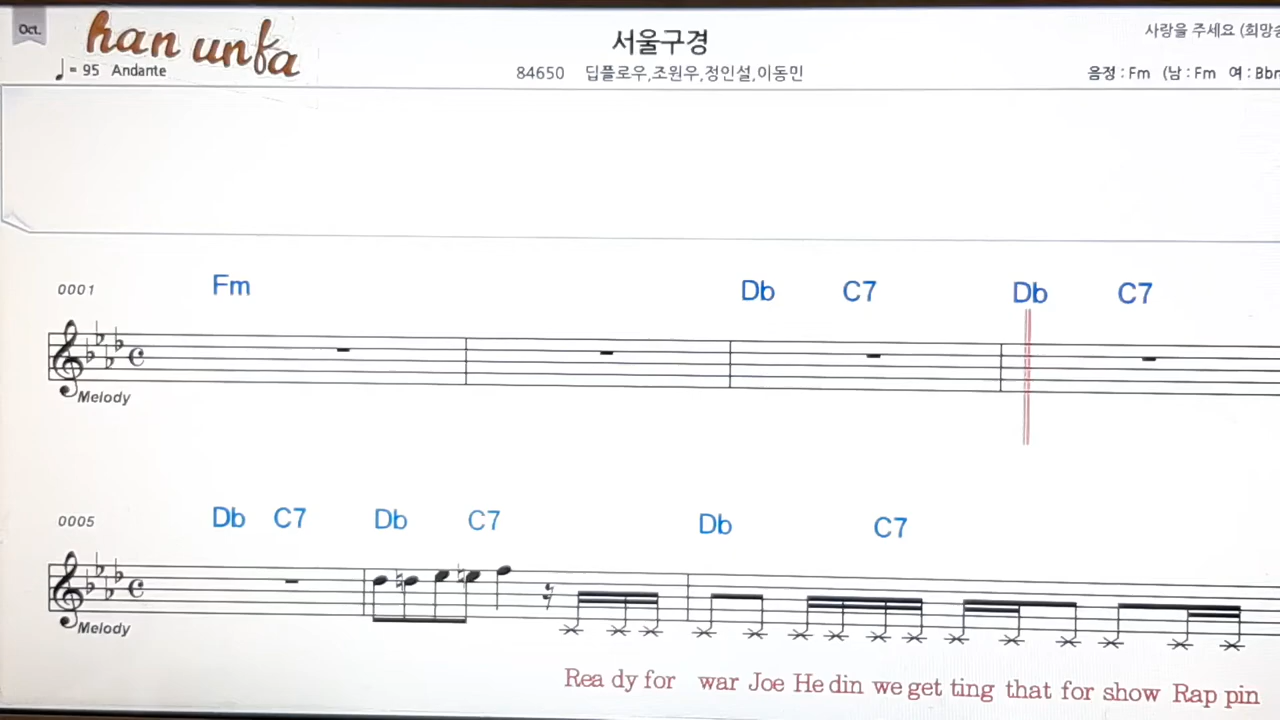 Oct.
han unfa
♩= 95 Andante
서울구경
84650 딥플로우,조원우,정인설,이동민
사랑을 주세요 (희망송
음정 : Fm (남 : Fm 여 : Bbm
0001
Fm Db C7 Db C7
Melody
0005
Db C7 Db C7 Db C7
Melody
Rea dy for war Joe He din we get ting that for show Rap pin